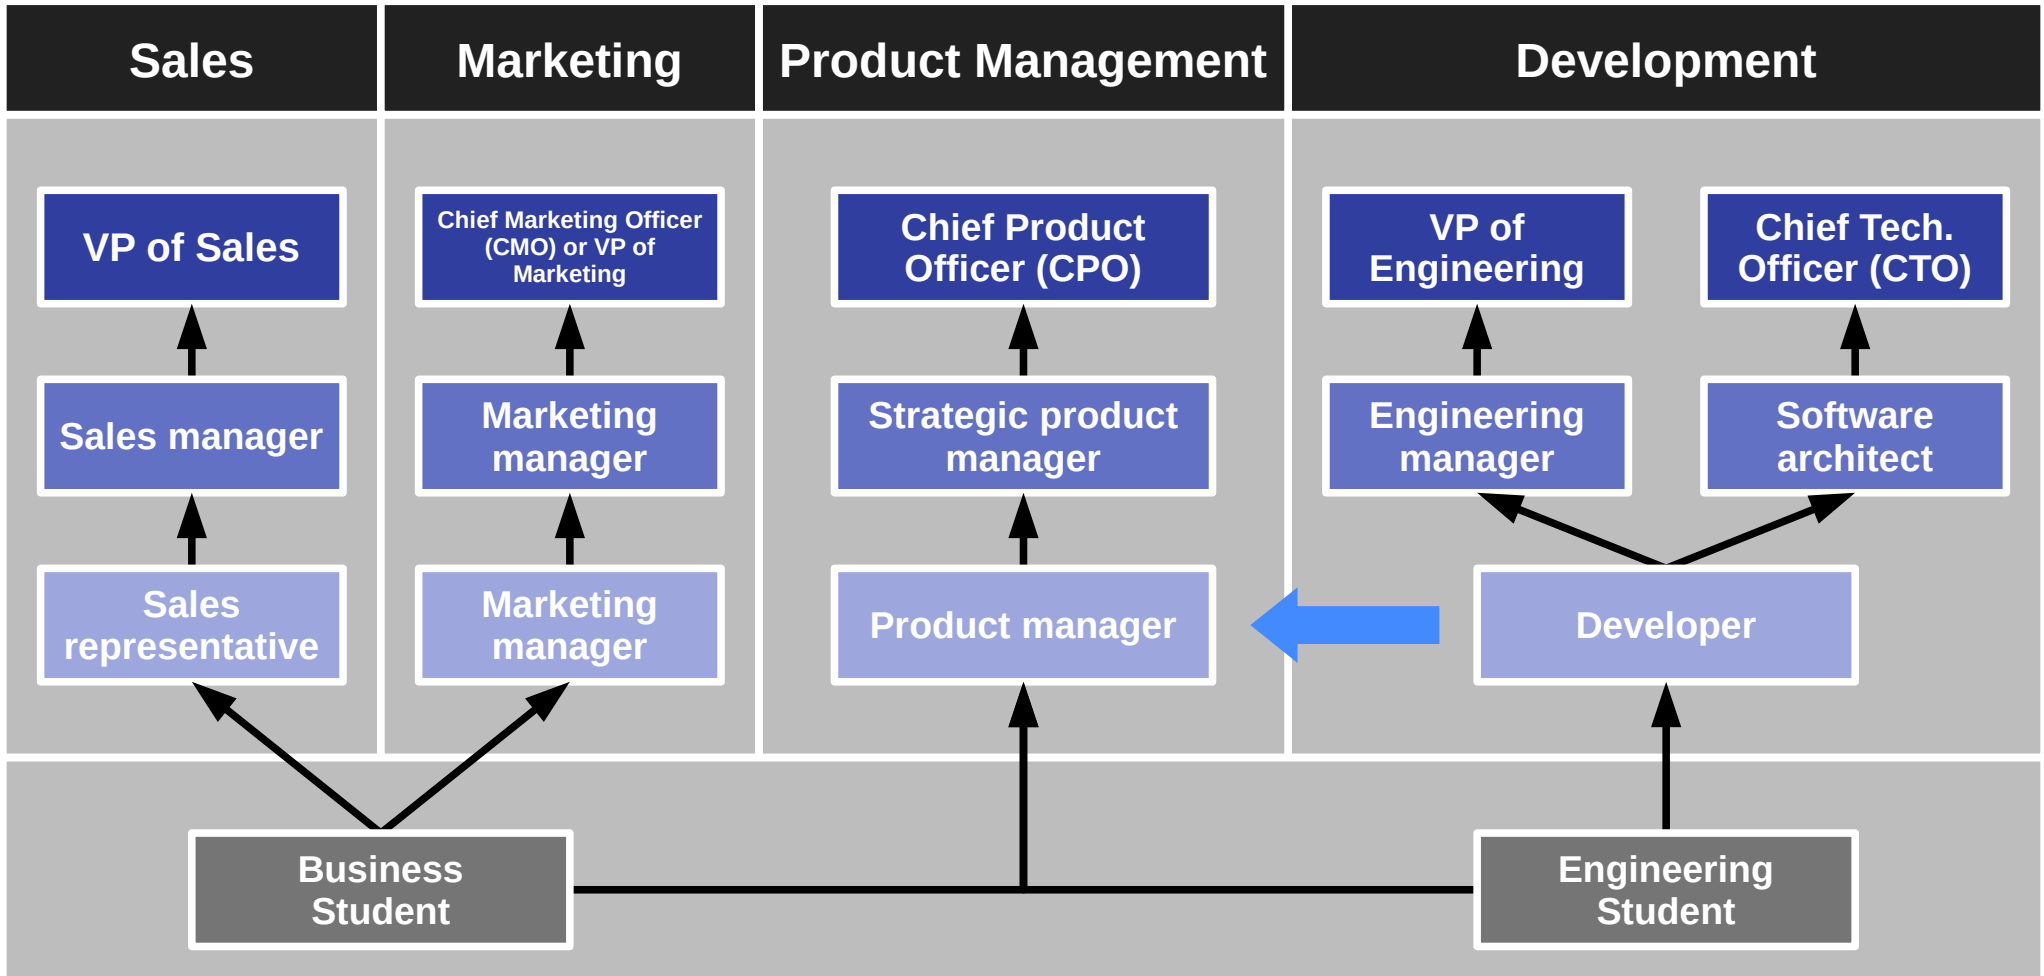 Sales
Marketing
Product Management
Development
VP of Sales
Chief Marketing Officer
(CMO) or VP of
Marketing
Chief Product
Officer (CPO)
VP of
Engineering
Chief Tech.
Officer (CTO)
Sales manager
Marketing
manager
Strategic product
manager
Engineering
manager
Software
architect
Sales
representative
Marketing
manager
Product manager
Developer
Business
Student
Engineering
Student